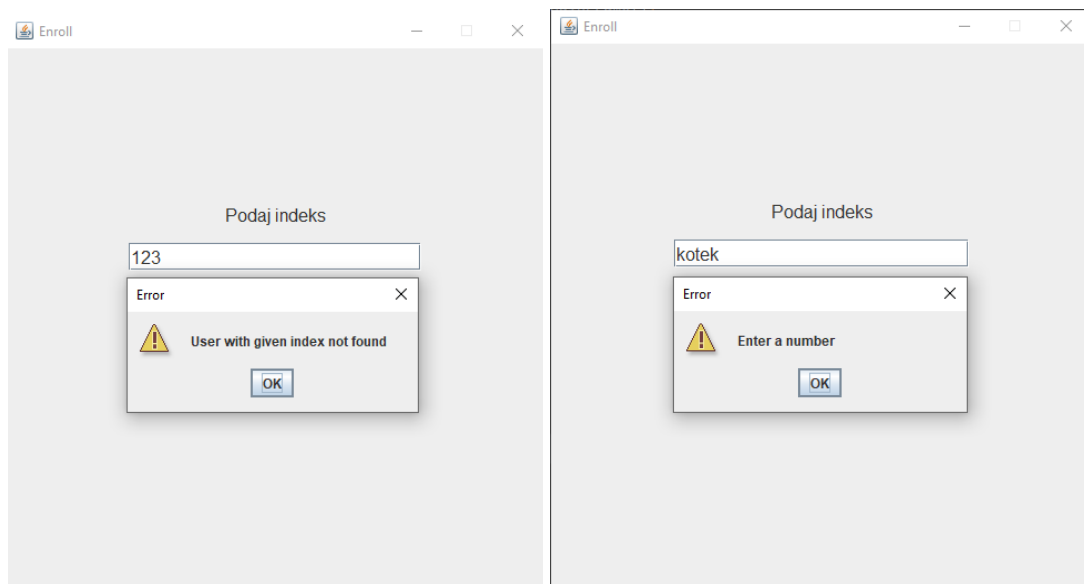 Enroll
Podaj indeks
123
Error
User with given index not found
OK
Enroll
Podaj indeks
kotek
Error
Enter a number
OK